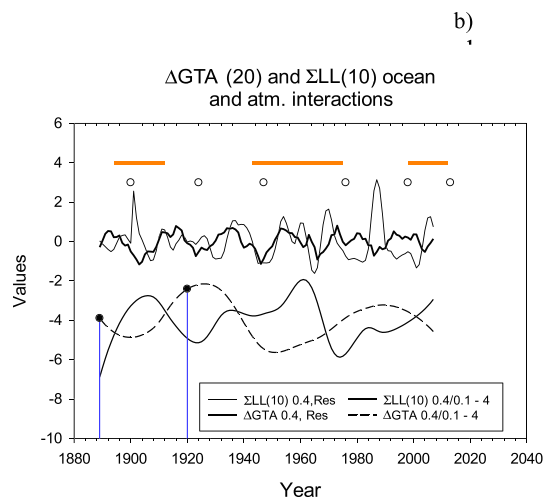 b)
ΔGTA (20) and ΣLL(10) ocean
and atm. interactions
6
4
2
0
-2
-4
-6
-8
-10
Values
1880 1900 1920 1940 1960 1980 2000 2020 2040
Year
ΣLL(10) 0.4,Res
ΔGTA 0.4, Res
ΣLL(10) 0.4/0.1 - 4
ΔGTA 0.4/0.1 - 4